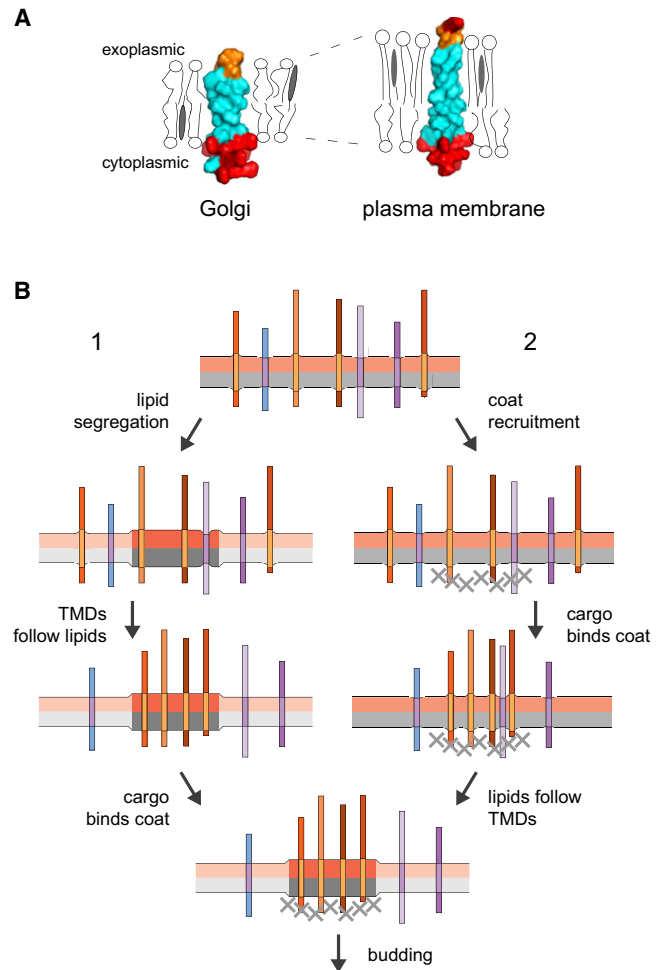 A
exoplasmic
cytoplasmic
Golgi
plasma membrane
B
1
2
lipid
segregation
coat
recruitment
TMDs
follow lipids
cargo
binds coat
cargo
binds coat
lipids follow
TMDs
budding